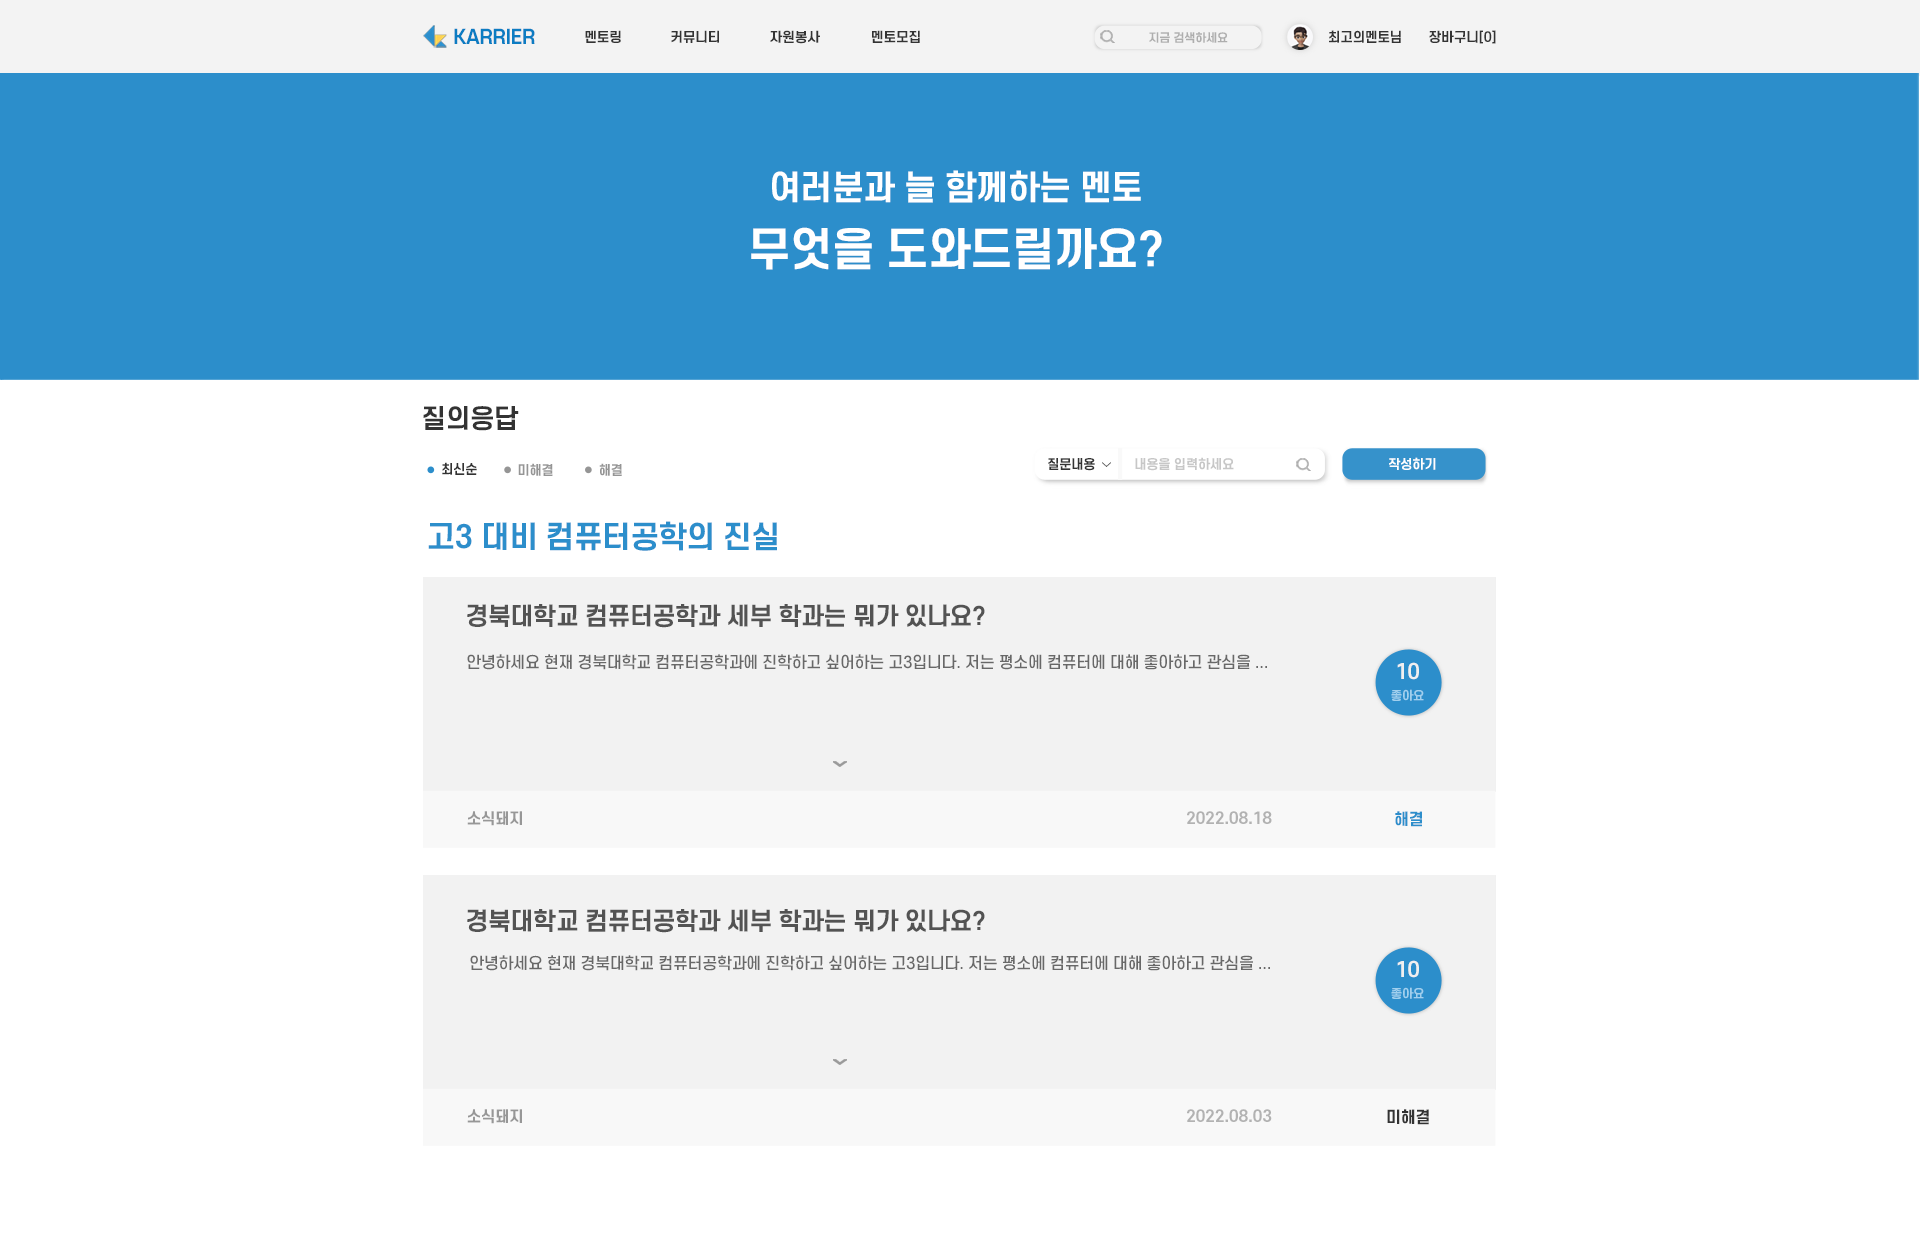 KARRIER 멘토링 커뮤니티 자원봉사 멘토모집 지금 검색하세요 최고의멘토님 장바구니[0]
여러분과 늘 함께하는 멘토
무엇을 도와드릴까요?
질의응답
최신순 미해결 해결 질문내용 내용을 입력하세요 작성하기
고3 대비 컴퓨터공학의 진실
경북대학교 컴퓨터공학과 세부 학과는 뭐가 있나요?
안녕하세요 현재 경북대학교 컴퓨터공학과에 진학하고 싶어하는 고3입니다. 저는 평소에 컴퓨터에 대해 좋아하고 관심을 ...
10
좋아요
소식돼지 2022.08.18 해결
경북대학교 컴퓨터공학과 세부 학과는 뭐가 있나요?
안녕하세요 현재 경북대학교 컴퓨터공학과에 진학하고 싶어하는 고3입니다. 저는 평소에 컴퓨터에 대해 좋아하고 관심을 ...
10
좋아요
소식돼지 2022.08.03 미해결